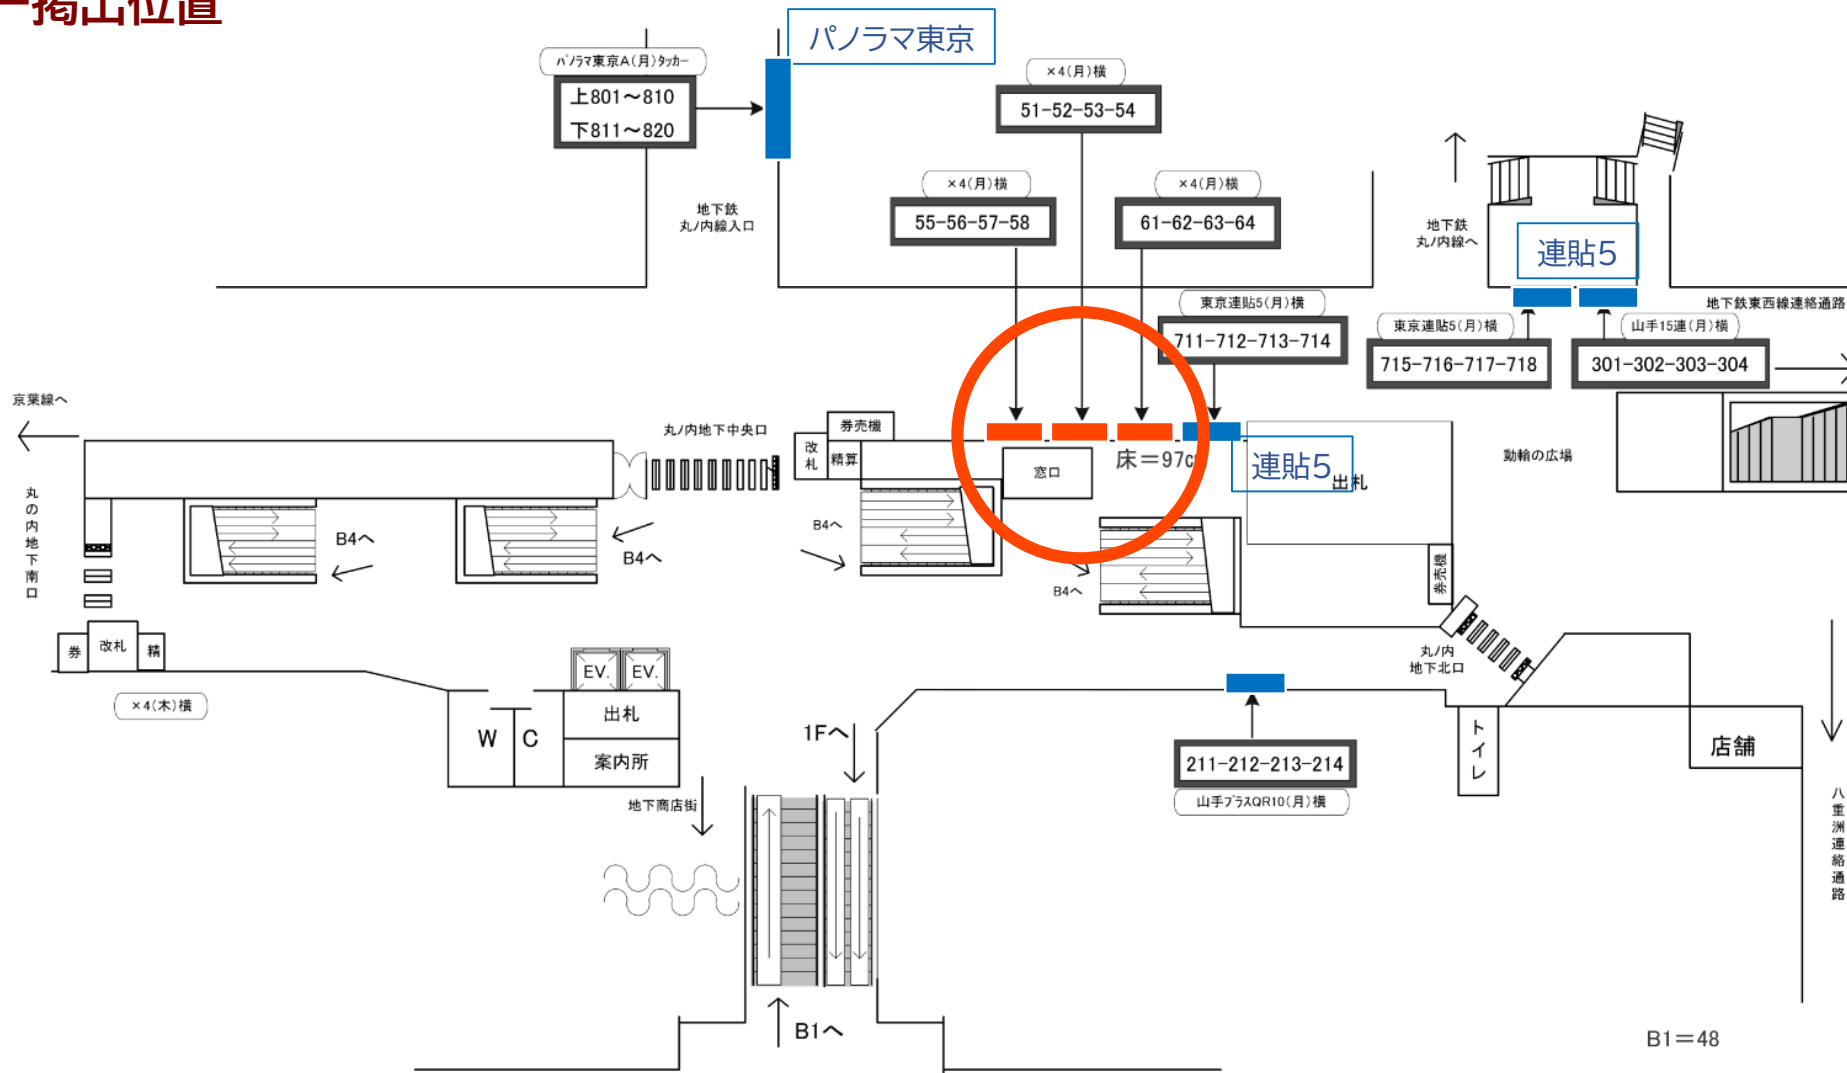 掲出位置
パノラマ東京
パノラマ東京A(月)タッカー
上801～810
下811～820
×4(月)横
51-52-53-54
×4(月)横
55-56-57-58
×4(月)横
61-62-63-64
地下鉄
丸ノ内線入口
地下鉄
丸ノ内線へ
連貼5
東京連貼5(月)横
711-712-713-714
東京連貼5(月)横
715-716-717-718
山手15連(月)横
301-302-303-304
地下鉄東西線連絡通路
京葉線へ
丸ノ内地下中央口
券売機
改札
精算
窓口
床＝97c
連貼5
出札
動輪の広場
丸の内地下南口
B4へ
B4へ
B4へ
B4へ
券売機
券
改札
精
×4(木)横
EV.
EV.
出札
W
C
案内所
丸ノ内
地下北口
1Fへ
211-212-213-214
山手プラスQR10(月)横
トイレ
店舗
地下商店街
八重洲連絡通路
B1へ
B1＝48